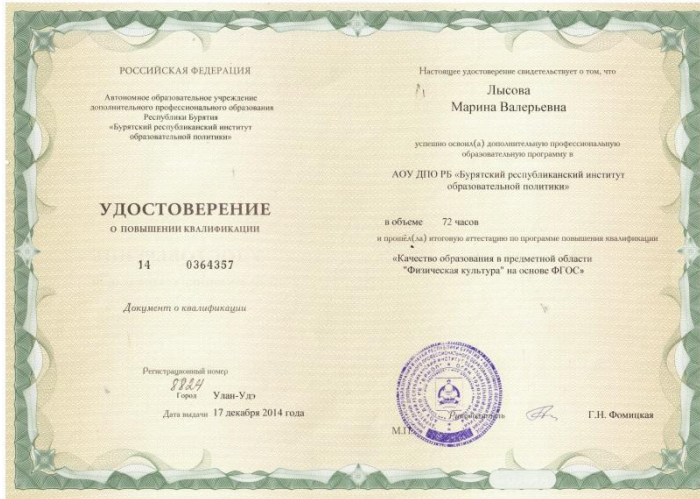 РОССИЙСКАЯ ФЕДЕРАЦИЯ
Автономное образовательное учреждение
дополнительного профессионального образования
Республики Бурятия
«Бурятский республиканский институт
образовательной политики»
УДОСТОВЕРЕНИЕ
О ПОВЫШЕНИИ КВАЛИФИКАЦИИ
14 0364357
Документ о квалификации
Регистрационный номер
8824
Город Улан-Удэ
Дата выдачи 17 декабря 2014 года
Настоящее удостоверение свидетельствует о том, что
Лысова
Марина Валерьевна
успешно освоил(а) дополнительную профессиональную
образовательную программу в
АОУ ДПО РБ «Бурятский республиканский институт
образовательной политики»
в объеме 72 часов
и прошёл(ла) итоговую аттестацию по программе повышения квалификации
«Качество образования в предметной области
"Физическая культура" на основе ФГОС»
Руководитель Г.Н. Фомицкая
М.П.